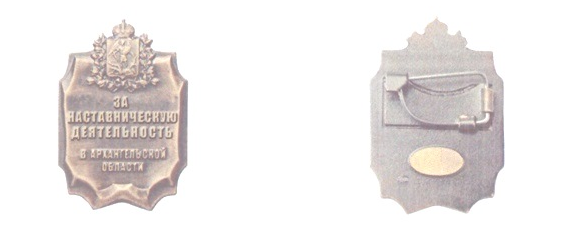 ЗА
НАСТАВНИЧЕСКУЮ
ДЕЯТЕЛЬНОСТЬ
В АРХАНГЕЛЬСКОЙ
ОБЛАСТИ